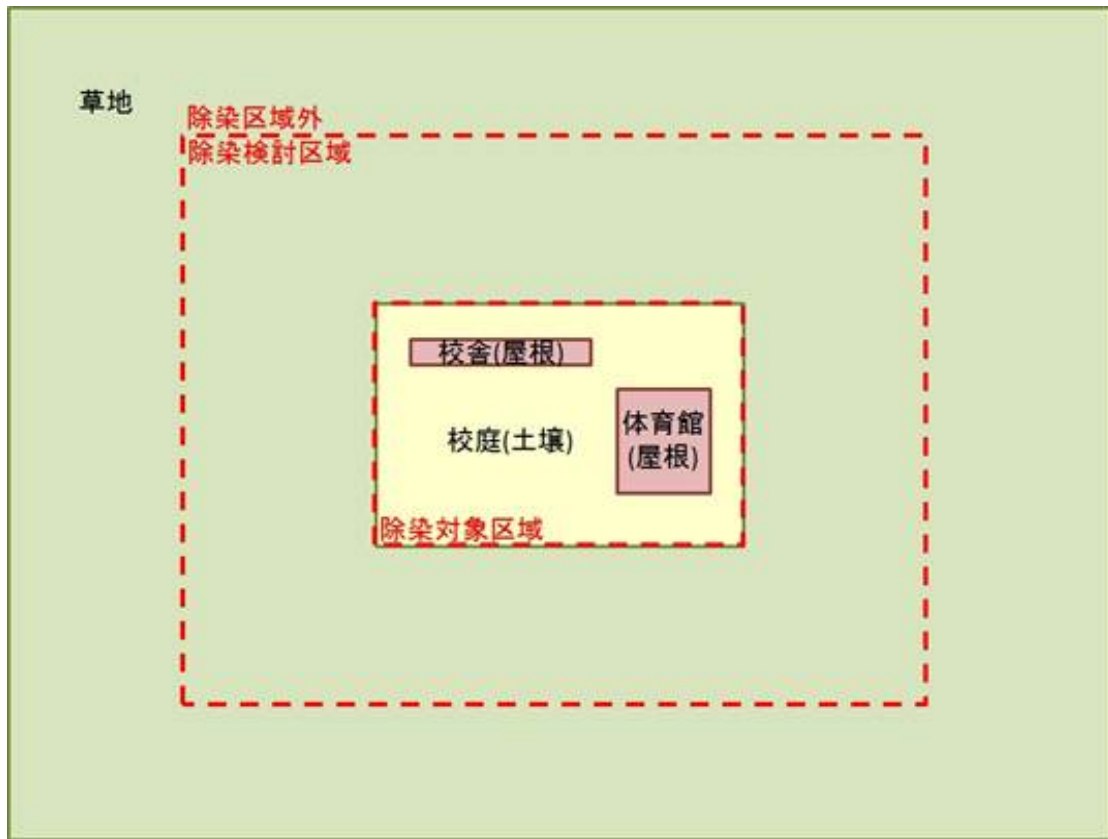 草地
除染区域外
除染検討区域
校舎(屋根)
体育館
(屋根)
校庭(土壌)
除染対象区域